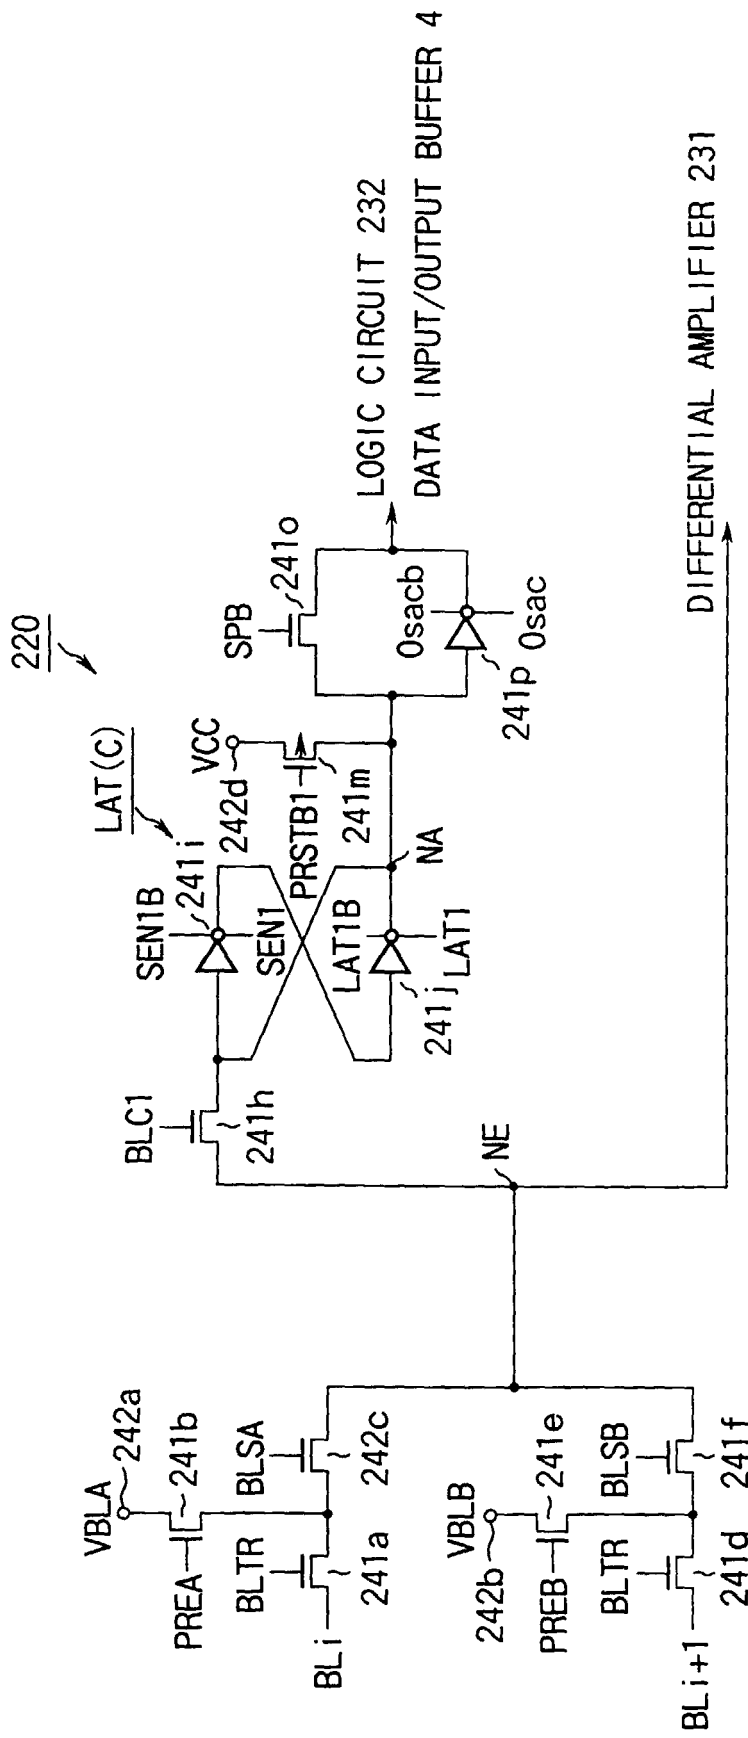 220
LAT(C)
SEN1B
241i
SEN1
VCC
242d
PRSTB1
241m
SPB
241o
BLC1
241h
LAT1B
241j
LAT1
NA
0sacb
241p
0sac
LOGIC CIRCUIT 232
DATA INPUT/OUTPUT BUFFER 4
VBLA
242a
PREA
241b
BLTR
241a
BLSA
242c
BLi
NE
VBLB
242b
PREB
241e
BLTR
241d
BLSB
241f
BLi+1
DIFFERENTIAL AMPLIFIER 231